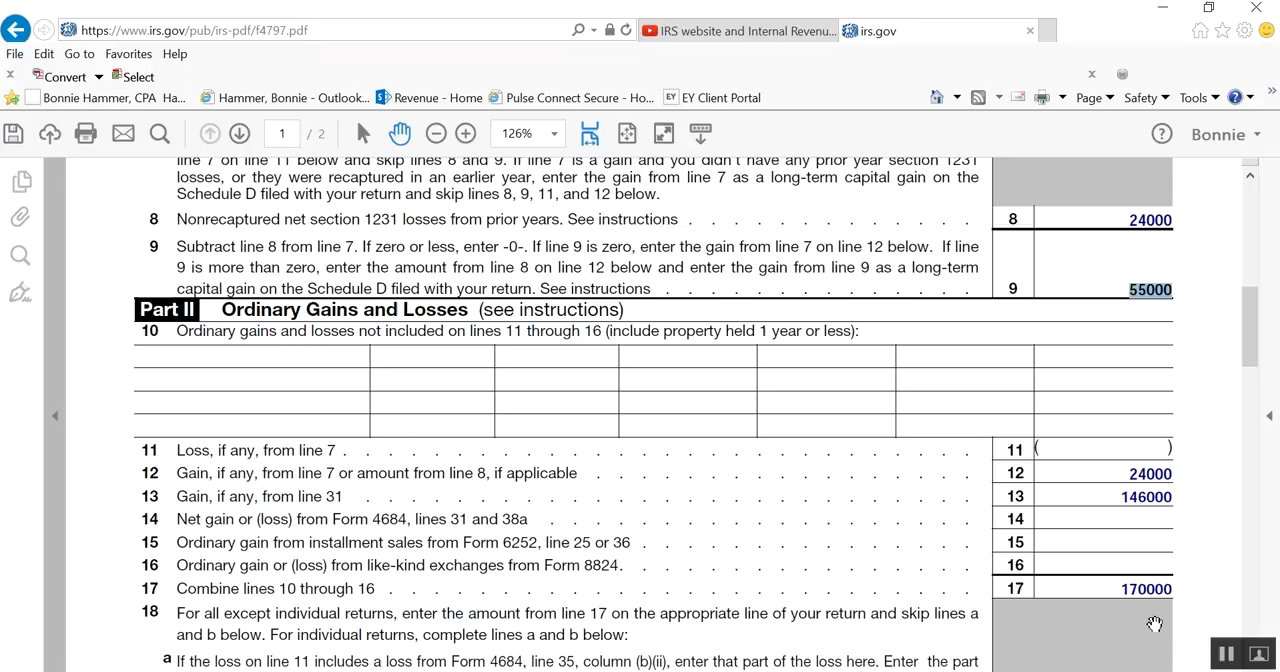 https://www.irs.gov/pub/irs-pdf/f4797.pdf
IRS website and Internal Revenu...
irs.gov
File Edit Go to Favorites Help
x Convert Select x
Bonnie Hammer, CPA Ha... Hammer, Bonnie - Outlook... Revenue - Home Pulse Connect Secure - Ho... EY EY Client Portal Page Safety Tools
1 / 2 126% Bonnie
line 7 on line 11 below and skip lines 8 and 9. If line 7 is a gain and you didn't have any prior year section 1231
losses, or they were recaptured in an earlier year, enter the gain from line 7 as a long-term capital gain on the
Schedule D filed with your return and skip lines 8, 9, 11, and 12 below.
8 Nonrecaptured net section 1231 losses from prior years. See instructions . . . . . . . . . . . . . 8 24000
9 Subtract line 8 from line 7. If zero or less, enter -0-. If line 9 is zero, enter the gain from line 7 on line 12 below. If line
9 is more than zero, enter the amount from line 8 on line 12 below and enter the gain from line 9 as a long-term
capital gain on the Schedule D filed with your return. See instructions . . . . . . . . . . . . . . 9 55000
Part II Ordinary Gains and Losses (see instructions)
10 Ordinary gains and losses not included on lines 11 through 16 (include property held 1 year or less):
11 Loss, if any, from line 7 . . . . . . . . . . . . . . . . . . . . . . . . . . . . 11 ( )
12 Gain, if any, from line 7 or amount from line 8, if applicable . . . . . . . . . . . . . . . . . 12 24000
13 Gain, if any, from line 31 . . . . . . . . . . . . . . . . . . . . . . . . . . . 13 146000
14 Net gain or (loss) from Form 4684, lines 31 and 38a . . . . . . . . . . . . . . . . . . . 14
15 Ordinary gain from installment sales from Form 6252, line 25 or 36 . . . . . . . . . . . . . . . 15
16 Ordinary gain or (loss) from like-kind exchanges from Form 8824. . . . . . . . . . . . . . . . 16
17 Combine lines 10 through 16 . . . . . . . . . . . . . . . . . . . . . . . . . . 17 170000
18 For all except individual returns, enter the amount from line 17 on the appropriate line of your return and skip lines a
and b below. For individual returns, complete lines a and b below:
a If the loss on line 11 includes a loss from Form 4684, line 35, column (b)(ii), enter that part of the loss here. Enter the part